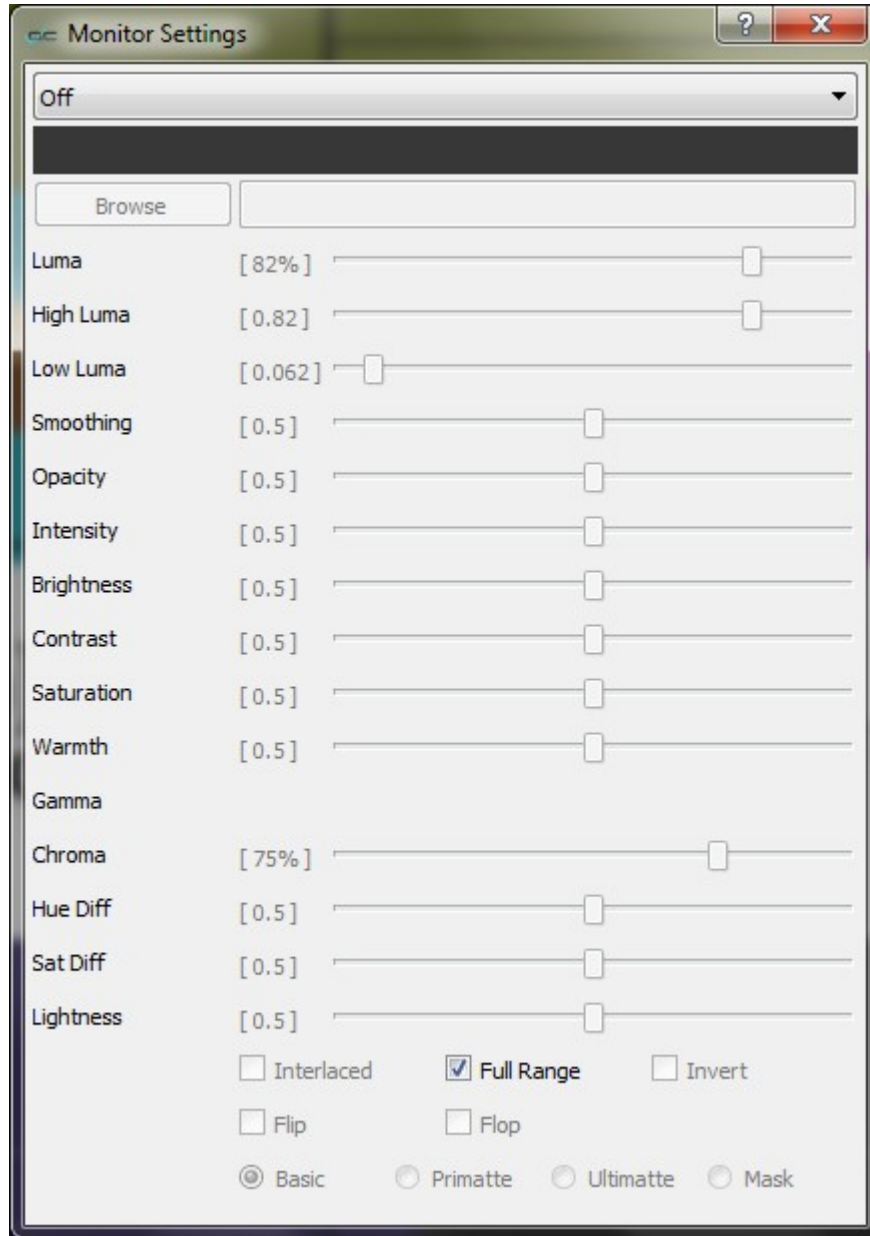 Monitor Settings
Off
Browse
Luma [82%]
High Luma [0.82]
Low Luma [0.062]
Smoothing [0.5]
Opacity [0.5]
Intensity [0.5]
Brightness [0.5]
Contrast [0.5]
Saturation [0.5]
Warmth [0.5]
Gamma
Chroma [75%]
Hue Diff [0.5]
Sat Diff [0.5]
Lightness [0.5]
Interlaced Full Range Invert
Flip Flop
Basic Primatte Ultimatte Mask